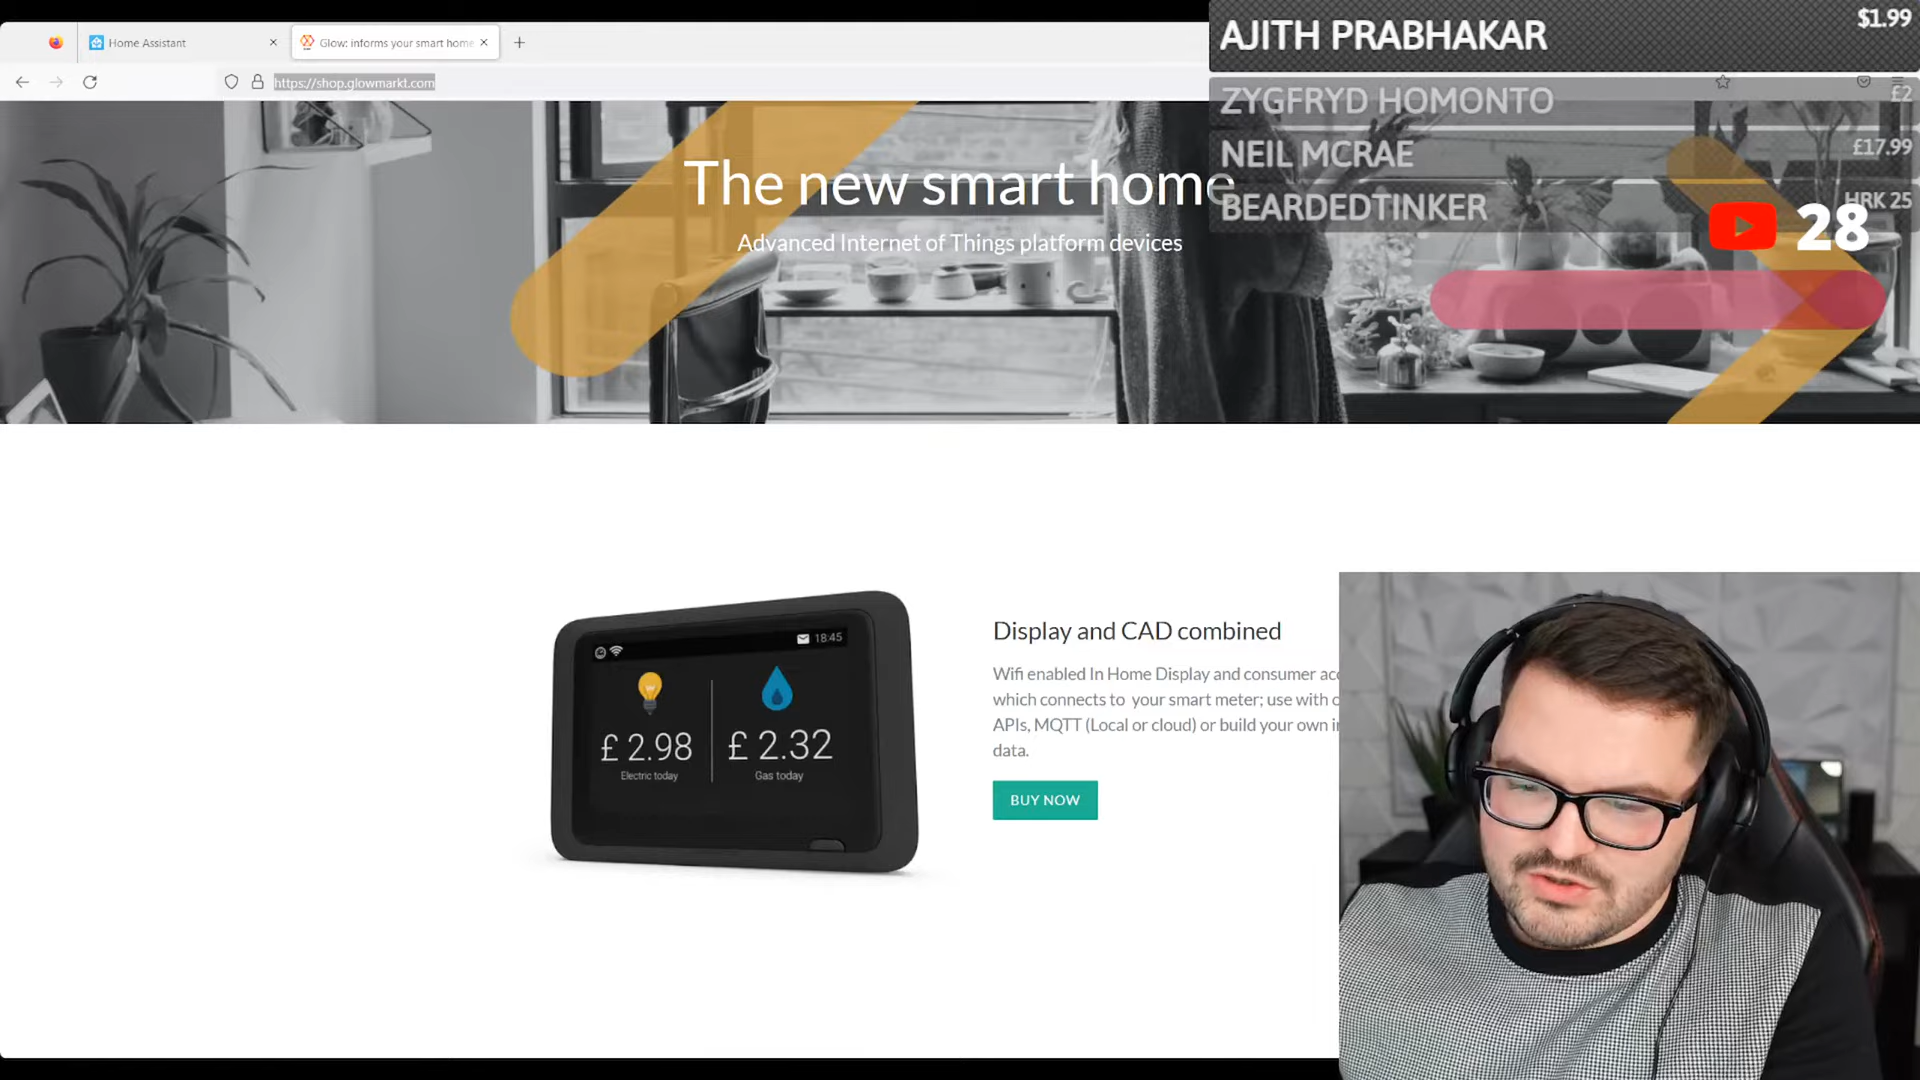 Home Assistant
Glow: informs your smart home
https://shop.glowmarkt.com
AJITH PRABHAKAR
$1.99
ZYGFRYD HOMONTO
£2
NEIL MCRAE
£17.99
BEARDEDTINKER
HRK 25
28
The new smart home
Advanced Internet of Things platform devices
18:45
£ 2.98
£ 2.32
Electric today
Gas today
Display and CAD combined
Wifi enabled In Home Display and consumer
which connects to your smart meter; use with
APIs, MQTT (Local or cloud) or build your own
data.
BUY NOW